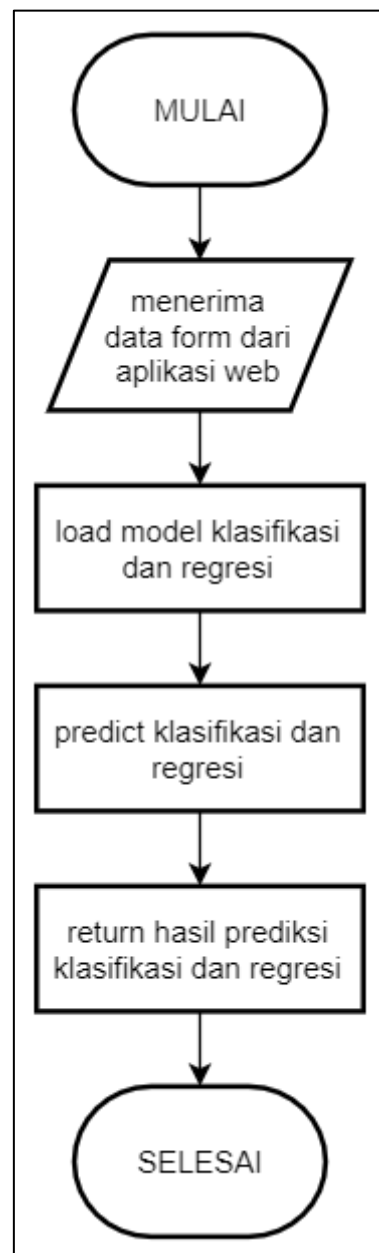 MULAI
menerima
data form dari
aplikasi web
load model klasifikasi
dan regresi
predict klasifikasi dan
regresi
return hasil prediksi
klasifikasi dan regresi
SELESAI